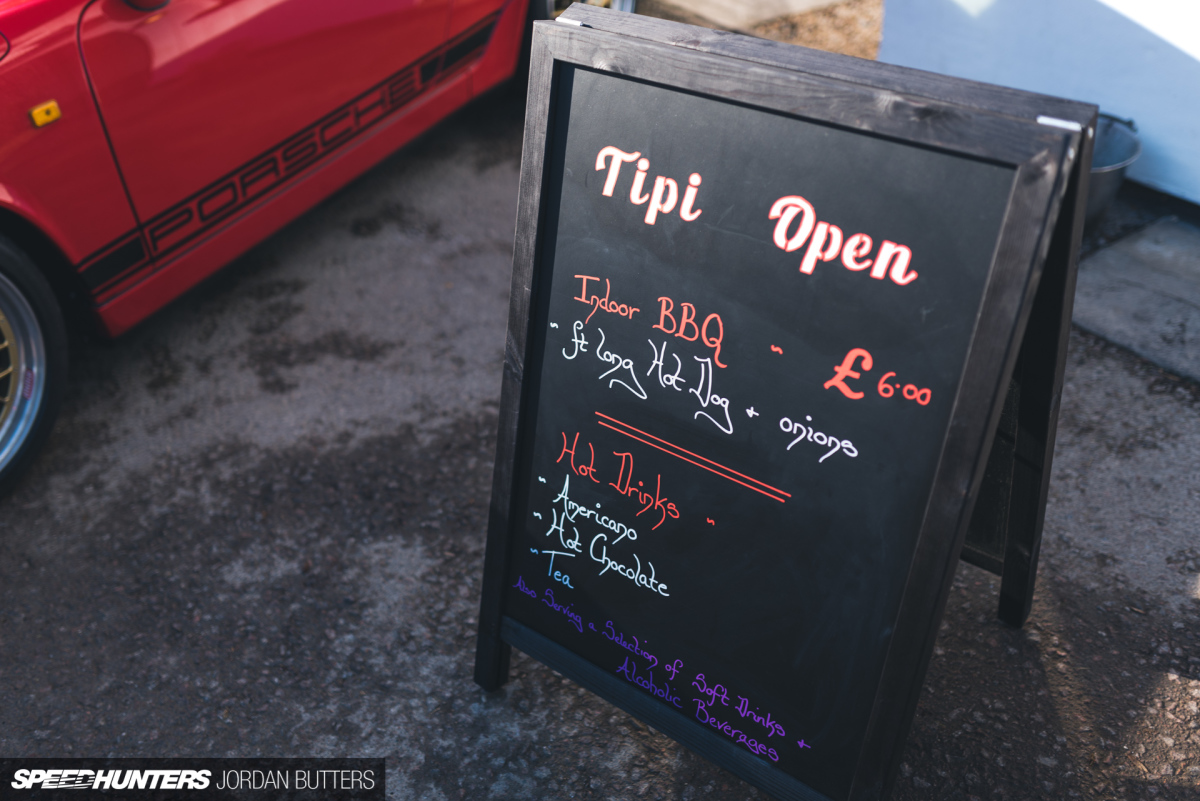 PORSCHE
Tipi Open
Indoor BBQ - £6.00
- ft long Hot Dog + onions
Hot Drinks -
- Americano
- Hot Chocolate
- Tea
Also Serving a Selection of Soft Drinks +
Alcoholic Beverages
SPEEDHUNTERS JORDAN BUTTERS